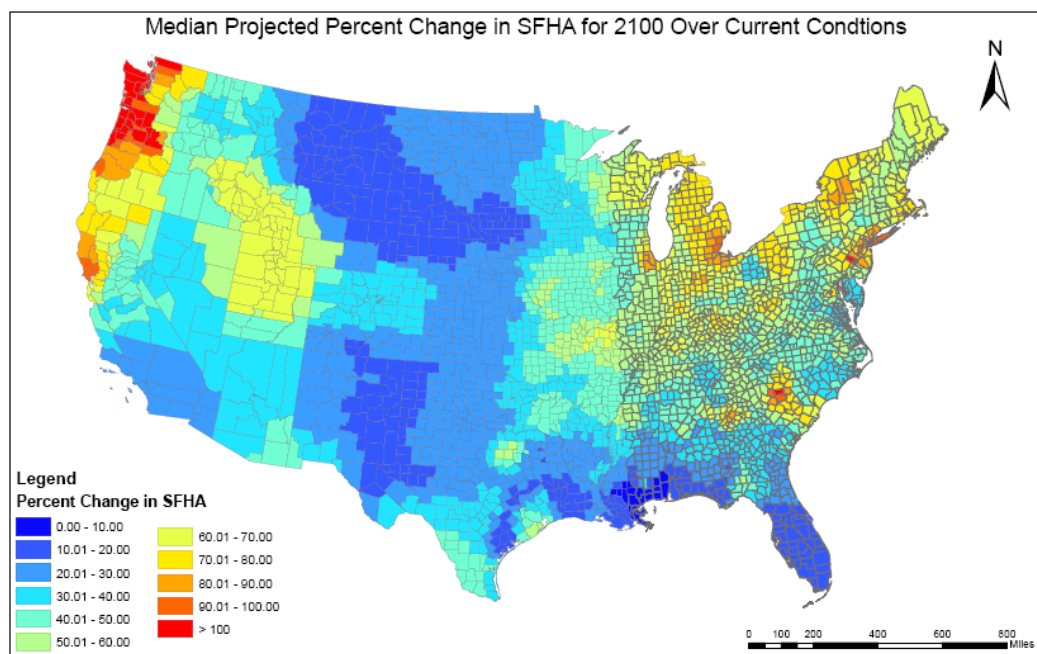 Median Projected Percent Change in SFHA for 2100 Over Current Condtions
N
Legend
Percent Change in SFHA
0.00 - 10.00
10.01 - 20.00
20.01 - 30.00
30.01 - 40.00
40.01 - 50.00
50.01 - 60.00
60.01 - 70.00
70.01 - 80.00
80.01 - 90.00
90.01 - 100.00
> 100
0 100 200 400 600 800
Miles